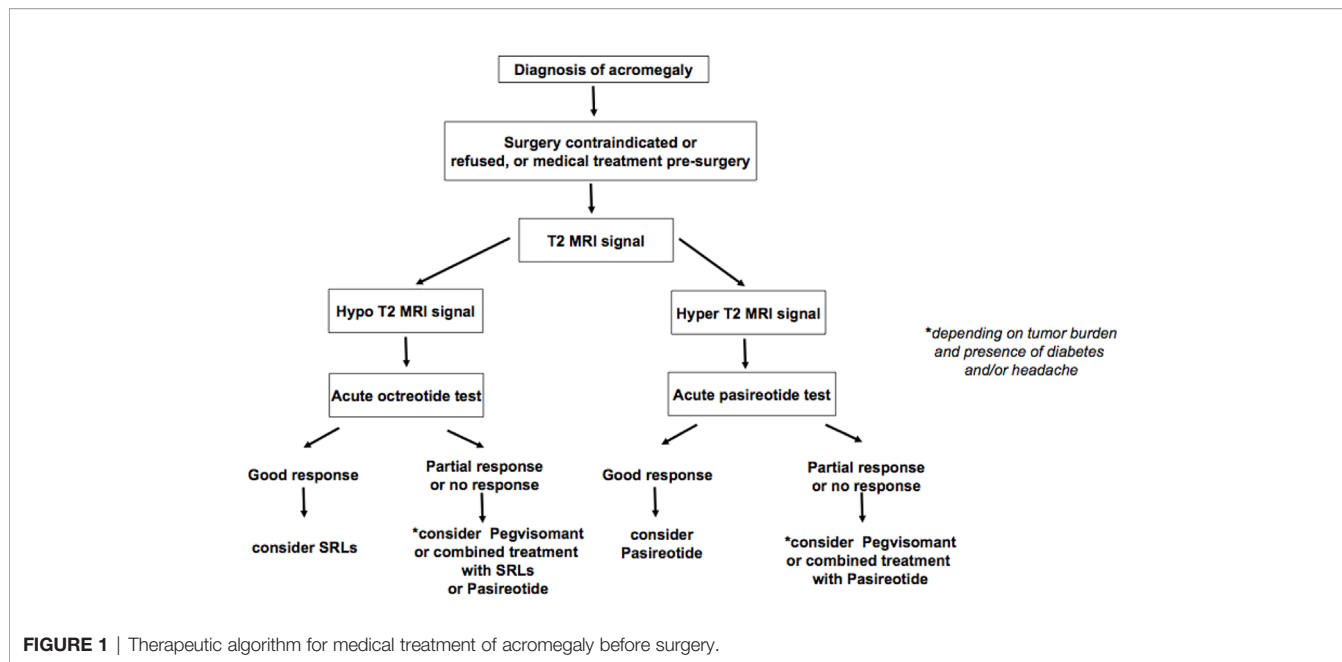 Diagnosis of acromegaly
Surgery contraindicated or
refused, or medical treatment pre-surgery
T2 MRI signal
Hypo T2 MRI signal
Hyper T2 MRI signal
*depending on tumor burden
and presence of diabetes
and/or headache
Acute octreotide test
Acute pasireotide test
Good response
Partial response
or no response
Good response
Partial response
or no response
consider SRLs
*consider Pegvisomant
or combined treatment
with SRLs
or Pasireotide
consider
Pasireotide
*consider Pegvisomant
or combined treatment
with Pasireotide
FIGURE 1 | Therapeutic algorithm for medical treatment of acromegaly before surgery.